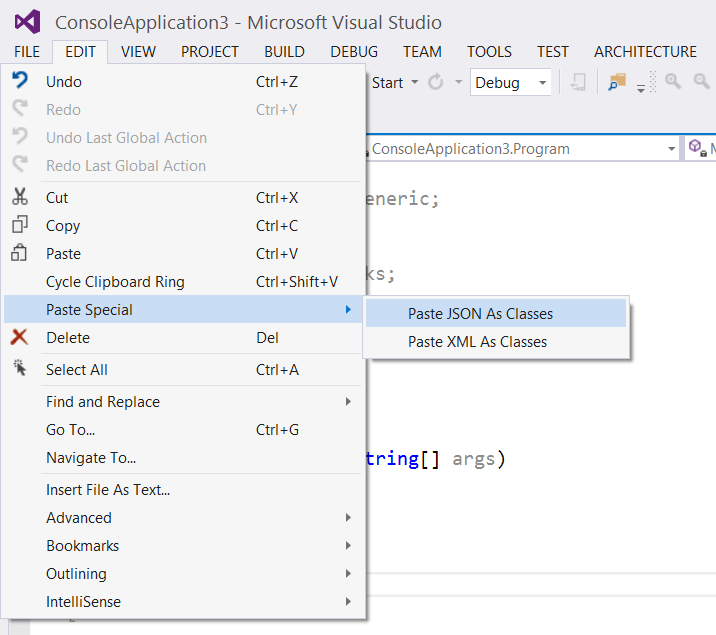 ConsoleApplication3 - Microsoft Visual Studio
FILE EDIT VIEW PROJECT BUILD DEBUG TEAM TOOLS TEST ARCHITECTURE
Undo Ctrl+Z
Start Debug
Redo Ctrl+Y
Undo Last Global Action
ConsoleApplication3.Program
Redo Last Global Action
Cut Ctrl+X
eneric;
Copy Ctrl+C
Paste Ctrl+V
ks;
Cycle Clipboard Ring Ctrl+Shift+V
Paste Special
Paste JSON As Classes
Delete Del
Paste XML As Classes
Select All Ctrl+A
Find and Replace
Go To... Ctrl+G
Navigate To...
tring[] args)
Insert File As Text...
Advanced
Bookmarks
Outlining
IntelliSense